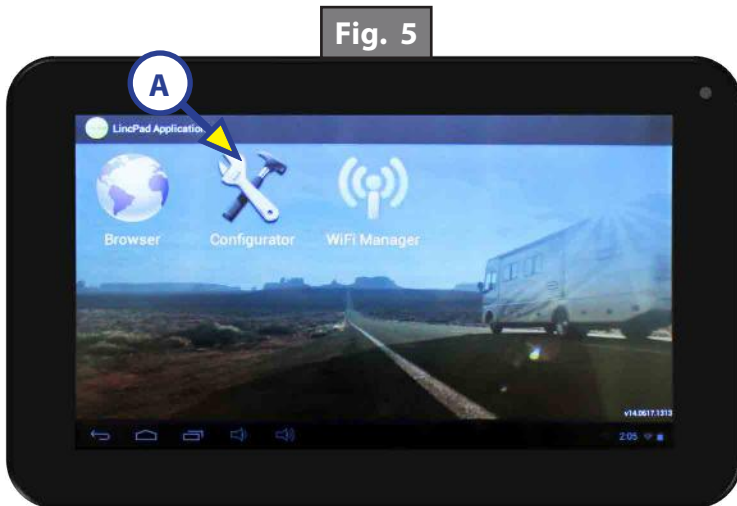 Fig. 5
A
LincPad Application
Browser
Configurator
WiFi Manager
v14.0617.1313
2:05